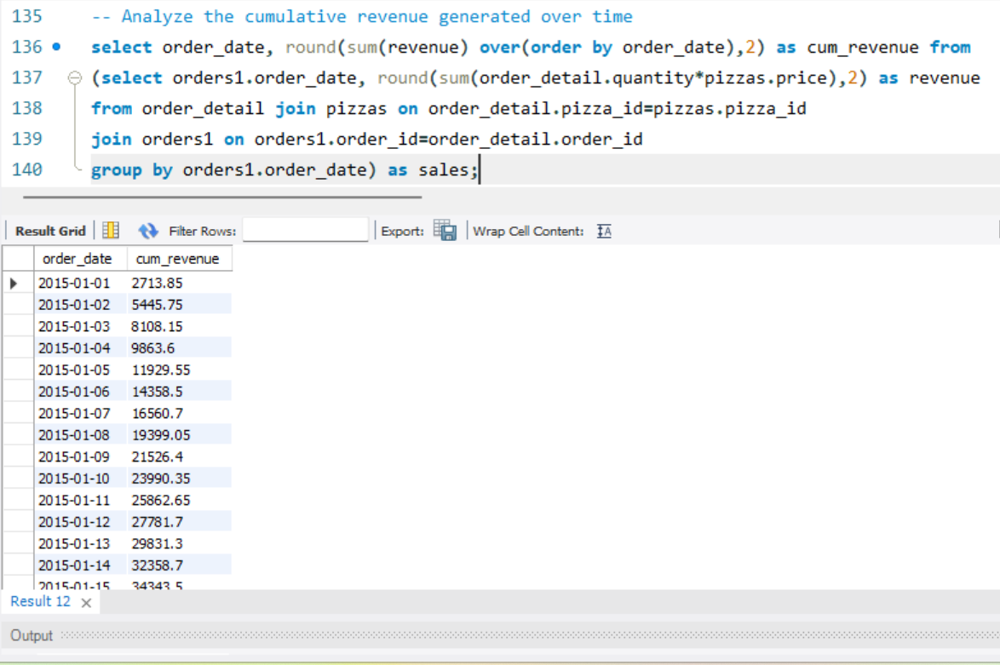 135 -- Analyze the cumulative revenue generated over time
136 select order_date, round(sum(revenue) over(order by order_date),2) as cum_revenue from
137 (select orders1.order_date, round(sum(order_detail.quantity*pizzas.price),2) as revenue
138 from order_detail join pizzas on order_detail.pizza_id=pizzas.pizza_id
139 join orders1 on orders1.order_id=order_detail.order_id
140 group by orders1.order_date) as sales;
Result Grid Filter Rows: Export: Wrap Cell Content: IA
order_date cum_revenue
2015-01-01 2713.85
2015-01-02 5445.75
2015-01-03 8108.15
2015-01-04 9863.6
2015-01-05 11929.55
2015-01-06 14358.5
2015-01-07 16560.7
2015-01-08 19399.05
2015-01-09 21526.4
2015-01-10 23990.35
2015-01-11 25862.65
2015-01-12 27781.7
2015-01-13 29831.3
2015-01-14 32358.7
2015-01-15 34343.5
Result 12 ×
Output